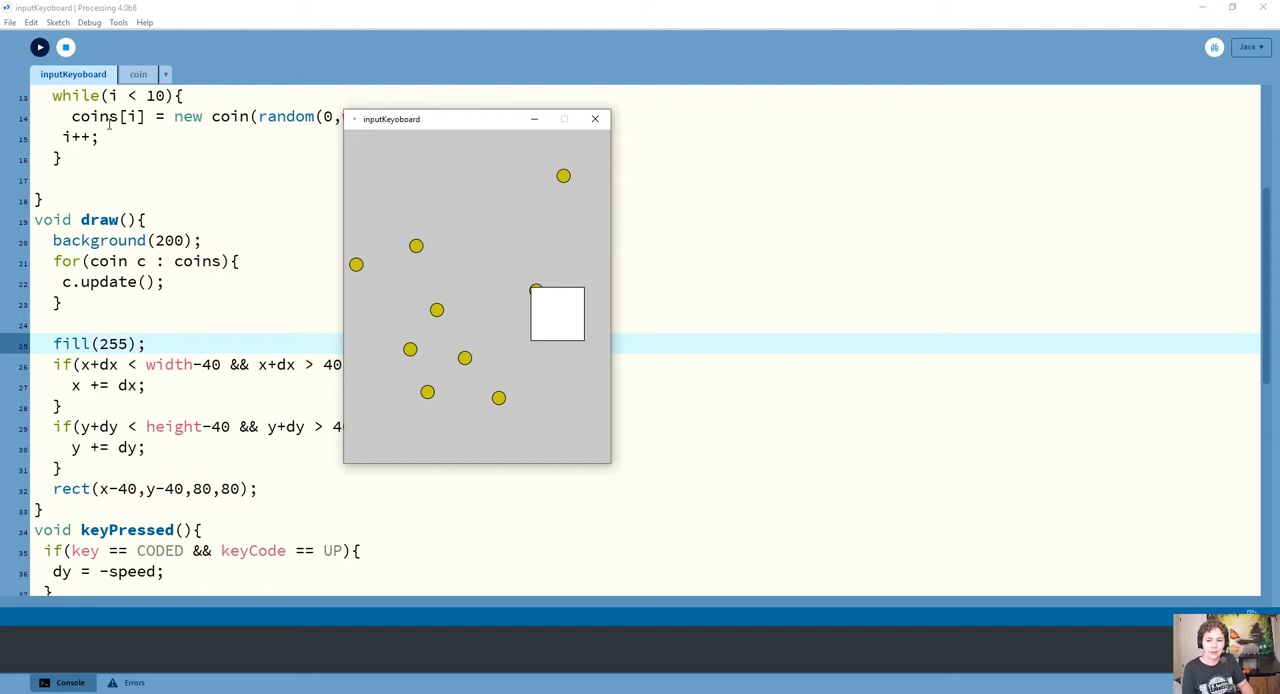 inputKeyoboard | Processing 4.0b8
File Edit Sketch Debug Tools Help
Java ▾
inputKeyoboard coin ▾
13 while(i < 10){
14 coins[i] = new coin(random(0,
15 i++;
16 }
17
18 }
19 void draw(){
20 background(200);
21 for(coin c : coins){
22 c.update();
23 }
24
25 fill(255);
26 if(x+dx < width-40 && x+dx > 40
27 x += dx;
28 }
29 if(y+dy < height-40 && y+dy > 4
30 y += dy;
31 }
32 rect(x-40,y-40,80,80);
33 }
34 void keyPressed(){
35 if(key == CODED && keyCode == UP){
36 dy = -speed;
37 }
inputKeyoboard
Console Errors